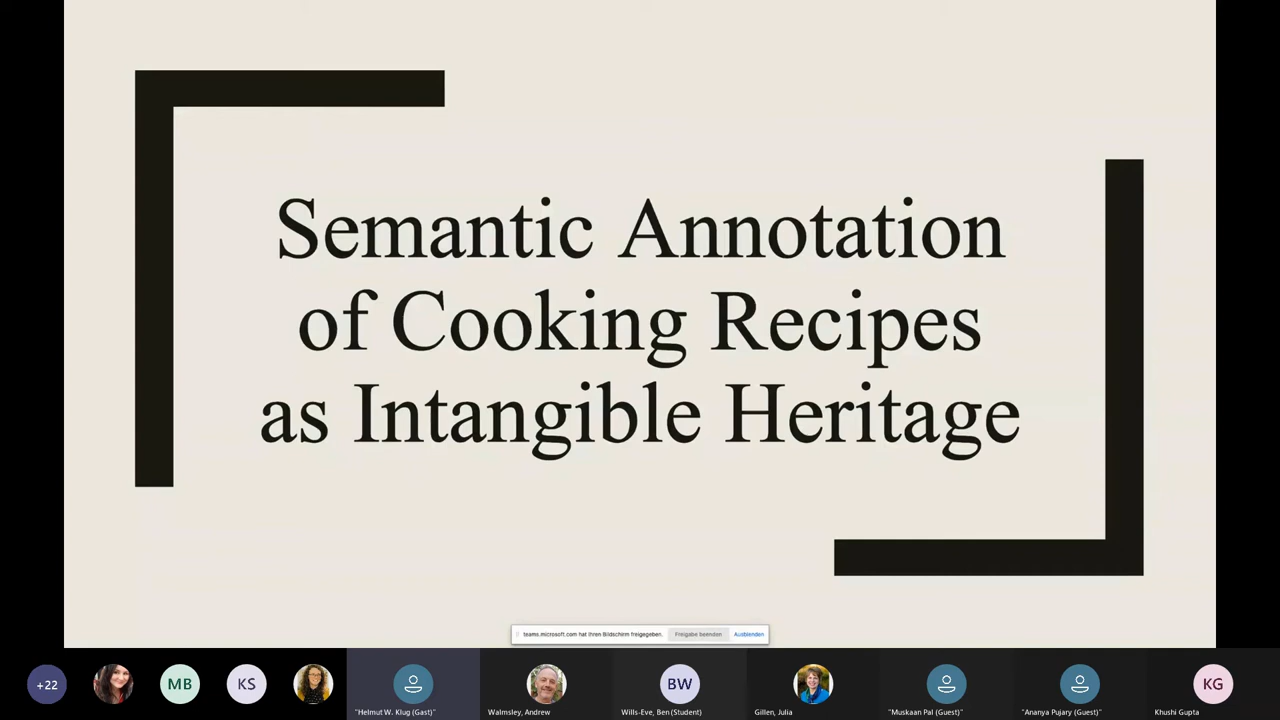 Semantic Annotation
of Cooking Recipes
as Intangible Heritage
teams.microsoft.com hat Ihren Bildschirm freigegeben. Freigabe beenden Ausblenden
+22 MB KS BW KG
"Helmut W. Klug (Gast)" Walmsley, Andrew Wills-Eve, Ben (Student) Gillen, Julia "Muskaan Pal (Guest)" "Ananya Pujary (Guest)" Khushi Gupta